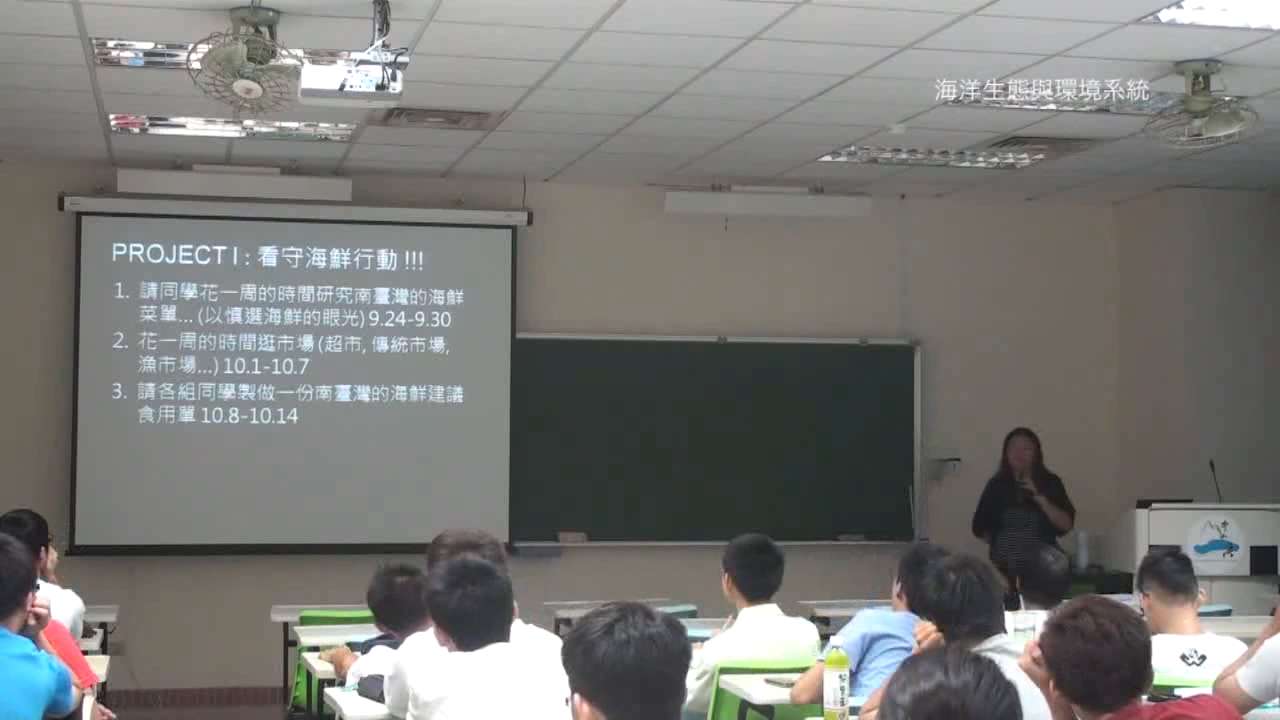 海洋生態與環境系統
PROJECT I : 看守海鮮行動 !!!
1. 請同學花一周的時間研究南臺灣的海鮮
菜單... (以慎選海鮮的眼光) 9.24-9.30
2. 花一周的時間逛市場 (超市, 傳統市場,
漁市場...) 10.1-10.7
3. 請各組同學製做一份南臺灣的海鮮建議
食用單 10.8-10.14